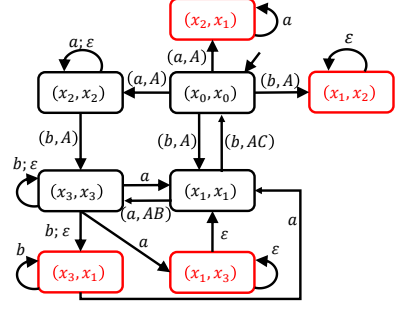 (x₂, x₁)
a
a; ε
(a, A)
ε
(x₂, x₂)
(a, A)
(x₀, x₀)
(b, A)
(x₁, x₂)
(b, A)
(b, A)
(b, AC)
b; ε
(x₃, x₃)
a
(x₁, x₁)
(a, AB)
a
b; ε
a
ε
b
(x₃, x₁)
(x₁, x₃)
ε